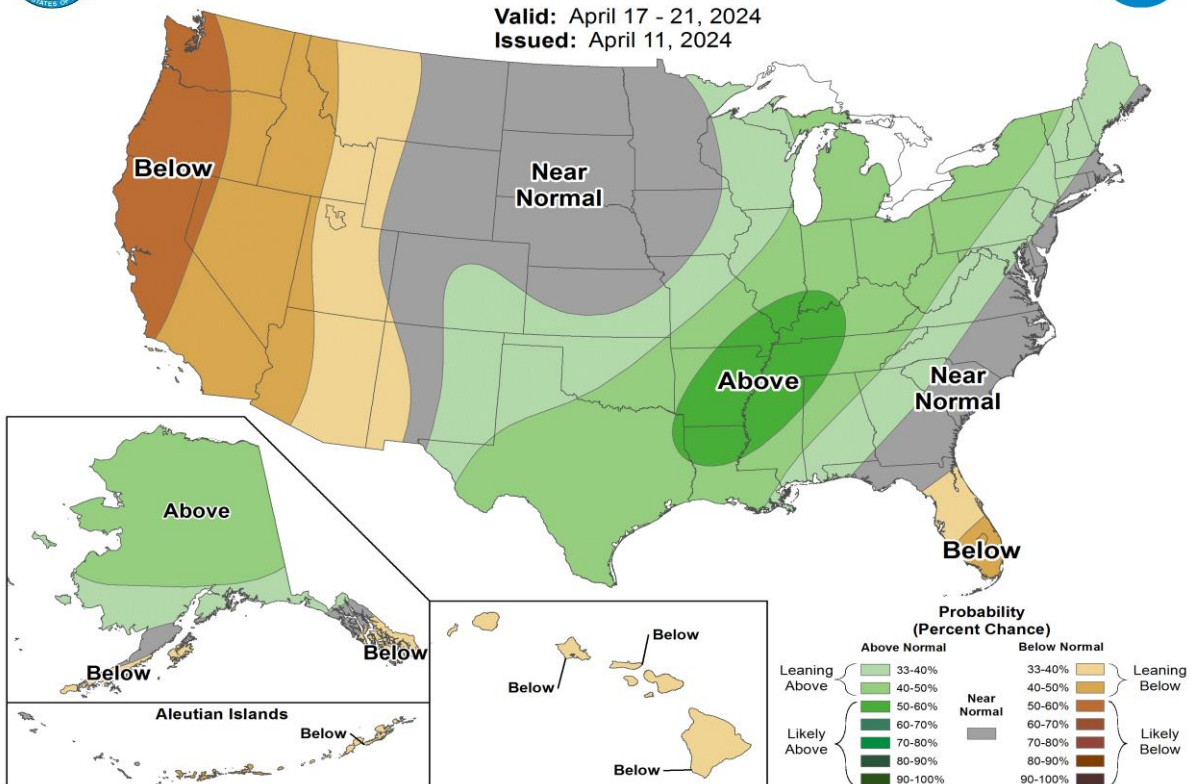 STATES OF
Valid: April 17 - 21, 2024
Issued: April 11, 2024
Below
Near
Normal
Above
Near
Normal
Below
Above
Below
Below
Aleutian Islands
Below
Below
Below
Below
Probability
(Percent Chance)
Above Normal
Below Normal
Leaning
Above
33-40%
40-50%
50-60%
60-70%
70-80%
80-90%
90-100%
Likely
Above
Near
Normal
33-40%
40-50%
50-60%
60-70%
70-80%
80-90%
90-100%
Leaning
Below
Likely
Below